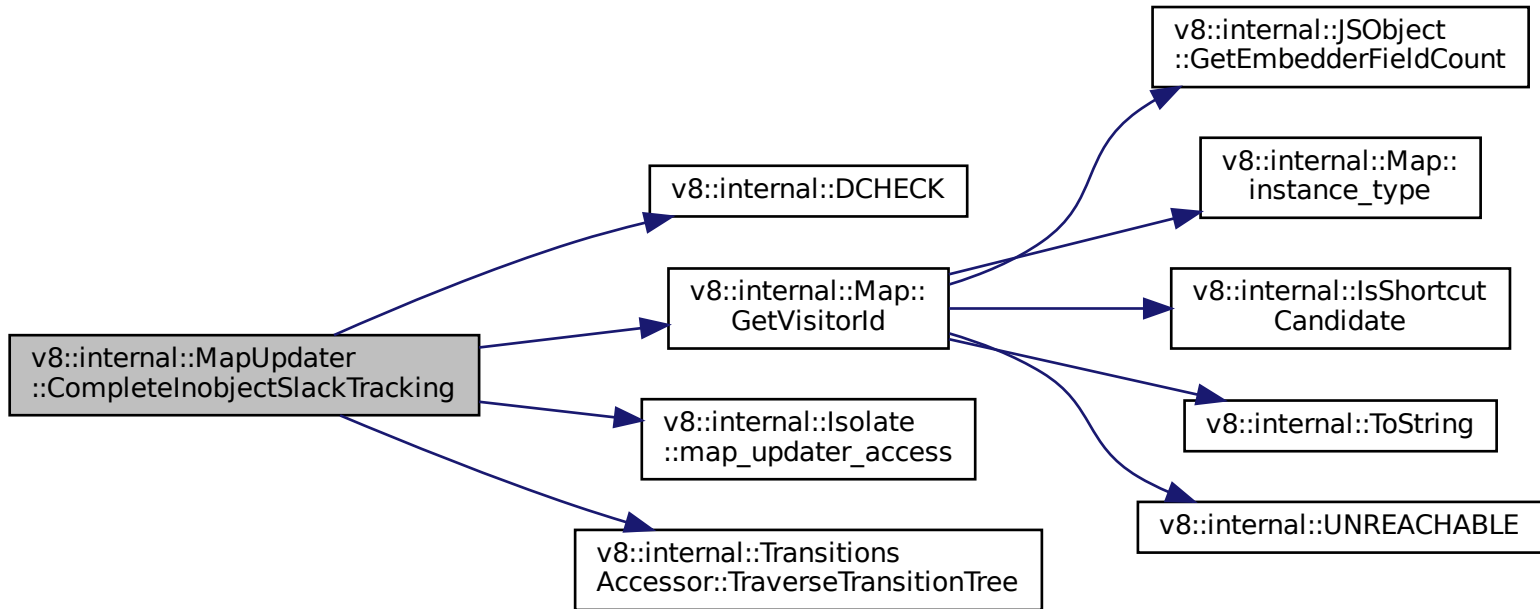 v8::internal::MapUpdater
::CompleteInobjectSlackTracking
v8::internal::DCHECK
v8::internal::Map::
GetVisitorId
v8::internal::Isolate
::map_updater_access
v8::internal::Transitions
Accessor::TraverseTransitionTree
v8::internal::JSObject
::GetEmbedderFieldCount
v8::internal::Map::
instance_type
v8::internal::IsShortcut
Candidate
v8::internal::ToString
v8::internal::UNREACHABLE